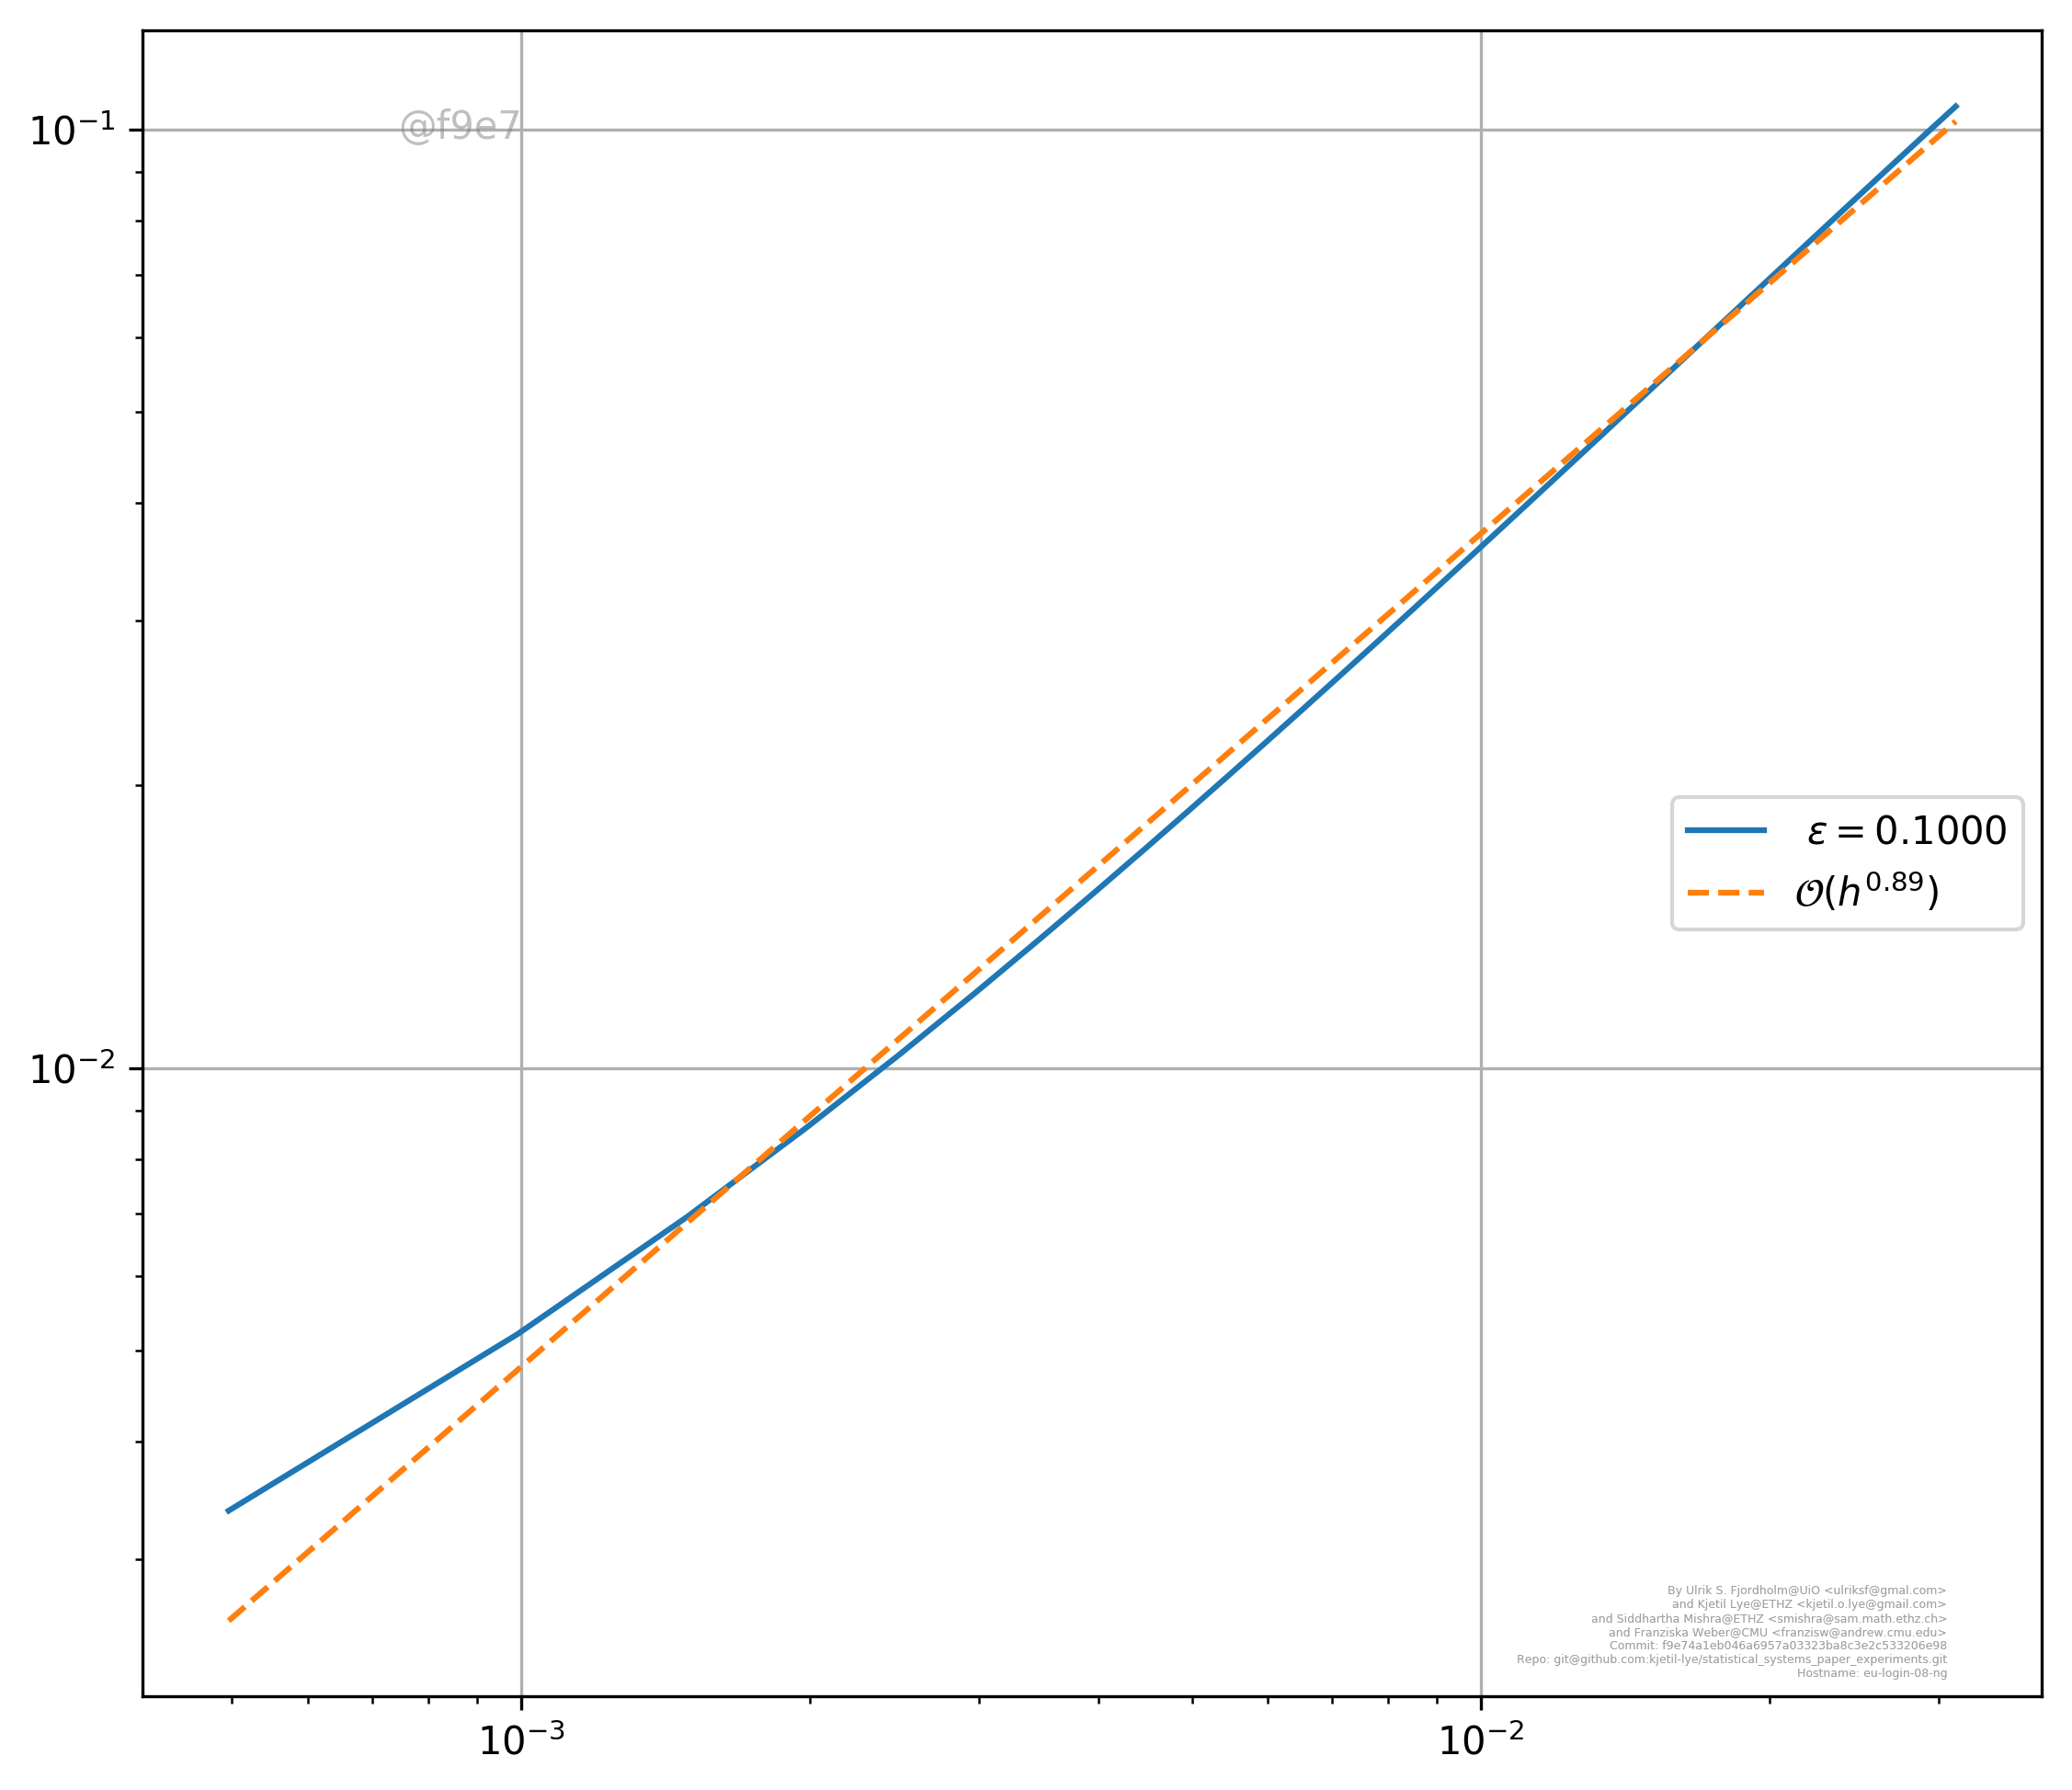 10⁻¹
@f9e7
ε = 0.1000
𝒪(h^0.89)
10⁻²
By Ulrik S. Fjordholm@UiO <ulriksf@gmal.com>
and Kjetil Lye@ETHZ <kjetil.o.lye@gmail.com>
and Siddhartha Mishra@ETHZ <smishra@sam.math.ethz.ch>
and Franziska Weber@CMU <franzisw@andrew.cmu.edu>
Commit: f9e74a1eb046a6957a03323ba8c3e2c533206e98
Repo: git@github.com:kjetil-lye/statistical_systems_paper_experiments.git
Hostname: eu-login-08-ng
10⁻³
10⁻²